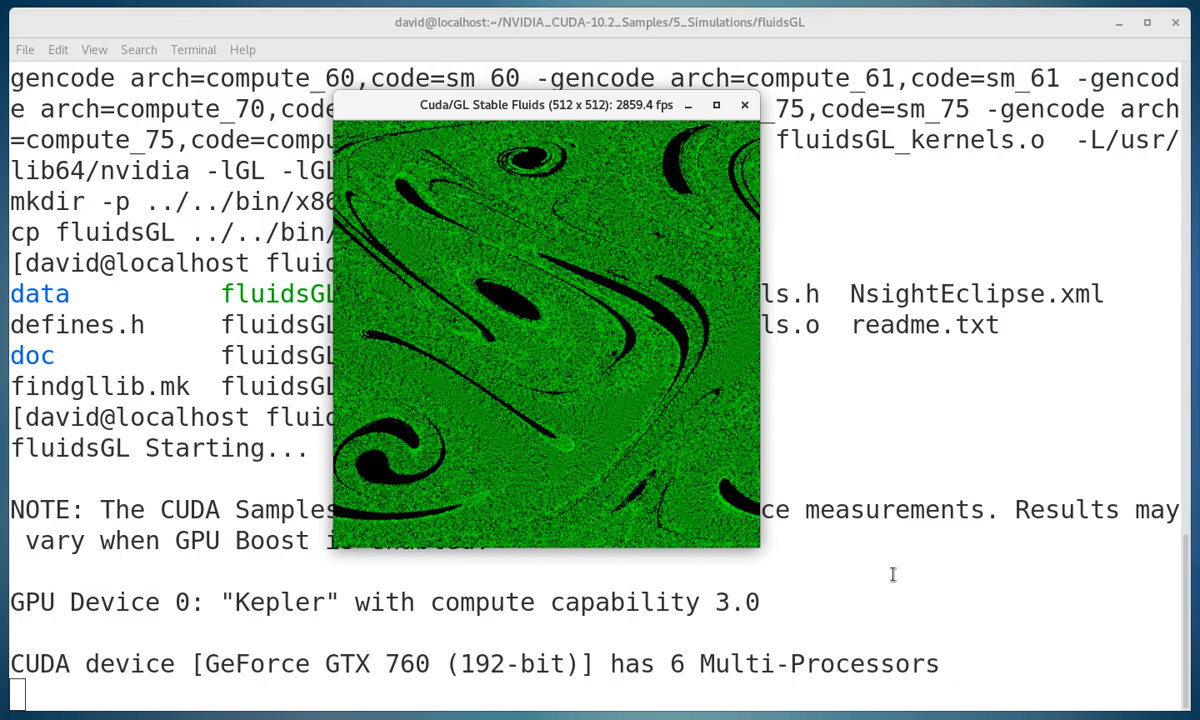 david@localhost:~/NVIDIA_CUDA-10.2_Samples/5_Simulations/fluidsGL
File Edit View Search Terminal Help
gencode arch=compute_60,code=sm_60 -gencode arch=compute_61,code=sm_61 -gencod
Cuda/GL Stable Fluids (512 x 512): 2859.4 fps
e arch=compute_70,code _75,code=sm_75 -gencode arch
=compute_75,code=comp fluidsGL_kernels.o -L/usr/
lib64/nvidia -lGL -lGL
mkdir -p ../../bin/x86
cp fluidsGL ../../bin/
[david@localhost fluid
data fluidsGL ls.h NsightEclipse.xml
defines.h fluidsGL ls.o readme.txt
doc fluidsGL
findgllib.mk fluidsGL
[david@localhost fluid
fluidsGL Starting...
NOTE: The CUDA Samples ce measurements. Results may
vary when GPU Boost
GPU Device 0: "Kepler" with compute capability 3.0
CUDA device [GeForce GTX 760 (192-bit)] has 6 Multi-Processors